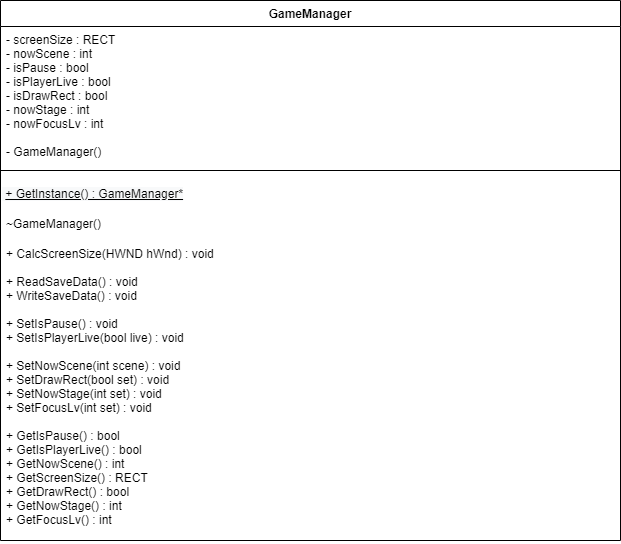 GameManager
- screenSize : RECT
- nowScene : int
- isPause : bool
- isPlayerLive : bool
- isDrawRect : bool
- nowStage : int
- nowFocusLv : int
- GameManager()
+ GetInstance() : GameManager*
~GameManager()
+ CalcScreenSize(HWND hWnd) : void
+ ReadSaveData() : void
+ WriteSaveData() : void
+ SetIsPause() : void
+ SetIsPlayerLive(bool live) : void
+ SetNowScene(int scene) : void
+ SetDrawRect(bool set) : void
+ SetNowStage(int set) : void
+ SetFocusLv(int set) : void
+ GetIsPause() : bool
+ GetIsPlayerLive() : bool
+ GetNowScene() : int
+ GetScreenSize() : RECT
+ GetDrawRect() : bool
+ GetNowStage() : int
+ GetFocusLv() : int